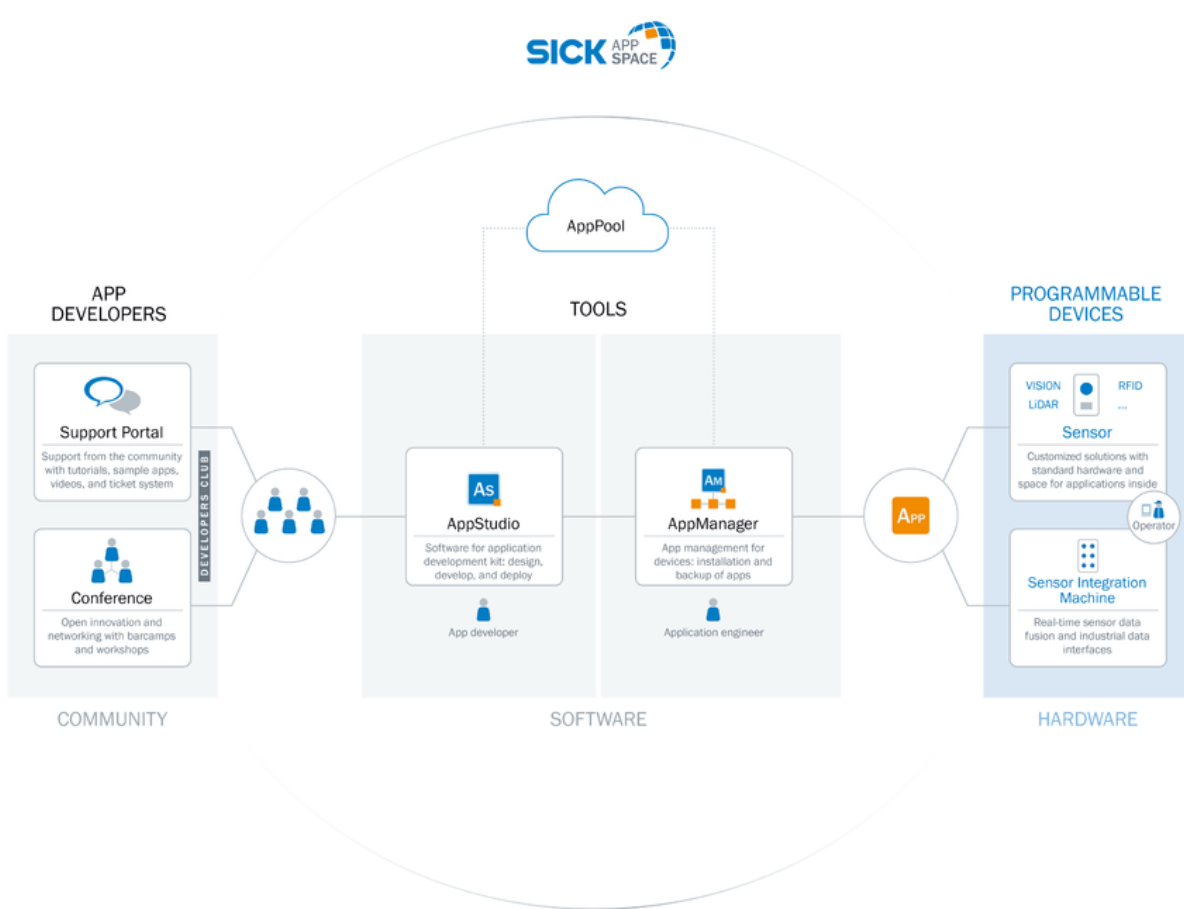 SICK APP
SPACE
AppPool
APP
DEVELOPERS
TOOLS
PROGRAMMABLE
DEVICES
Support Portal
Support from the community
with tutorials, sample apps,
videos, and ticket system
DEVELOPERS CLUB
Conference
Open innovation and
networking with barcamps
and workshops
As
AppStudio
Software for application
development kit: design,
develop, and deploy
App developer
AM
AppManager
App management for
devices: installation and
backup of apps
Application engineer
APP
VISION
RFID
LiDAR
...
Sensor
Customized solutions with
standard hardware and
space for applications inside
Operator
Sensor Integration
Machine
Real-time sensor data
fusion and industrial data
interfaces
COMMUNITY
SOFTWARE
HARDWARE